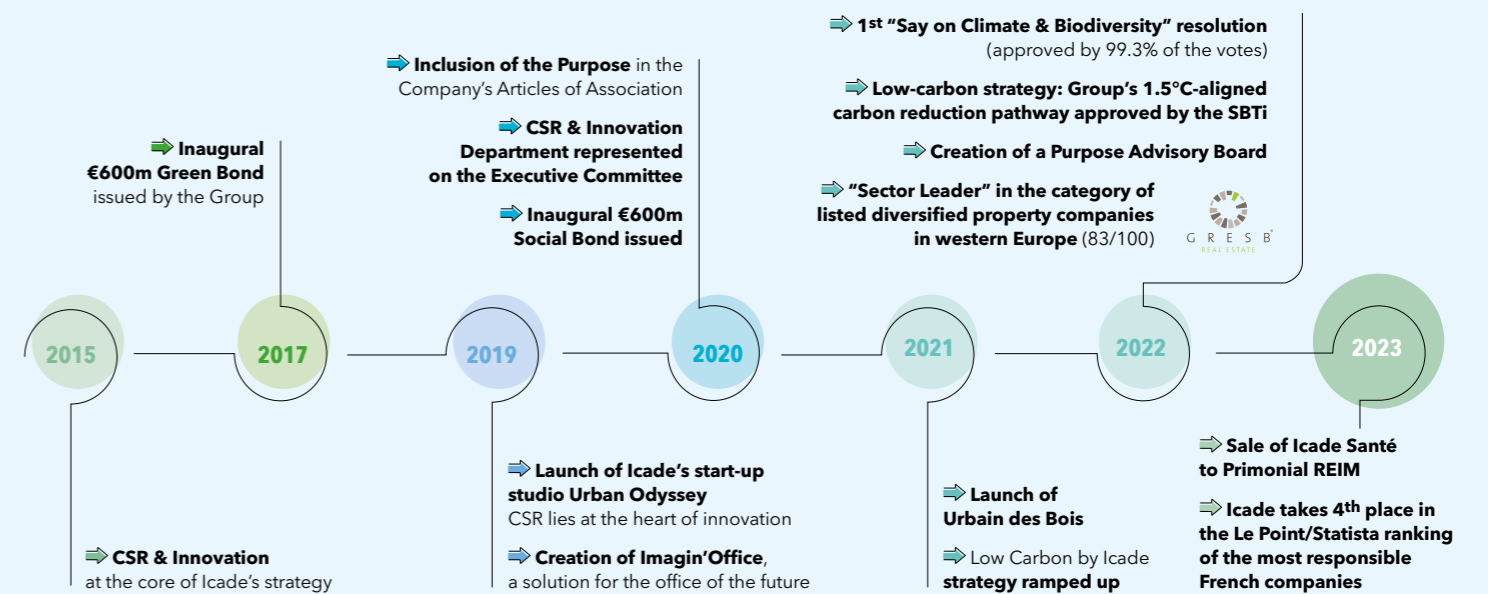 2015
CSR & Innovation
at the core of Icade's strategy
Inaugural
€600m Green Bond
issued by the Group
2017
2019
Launch of Icade's start-up
studio Urban Odyssey
CSR lies at the heart of innovation
Creation of Imagin'Office,
a solution for the office of the future
Inclusion of the Purpose in the
Company's Articles of Association
CSR & Innovation
Department represented
on the Executive Committee
Inaugural €600m
Social Bond issued
2020
2021
Launch of
Urbain des Bois
Low Carbon by Icade
strategy ramped up
1st “Say on Climate & Biodiversity” resolution
(approved by 99.3% of the votes)
Low-carbon strategy: Group's 1.5°C-aligned
carbon reduction pathway approved by the SBTi
Creation of a Purpose Advisory Board
“Sector Leader” in the category of
listed diversified property companies
in western Europe (83/100)
GRESB®
REAL ESTATE
2022
2023
Sale of Icade Santé
to Primonial REIM
Icade takes 4th place in
the Le Point/Statista ranking
of the most responsible
French companies